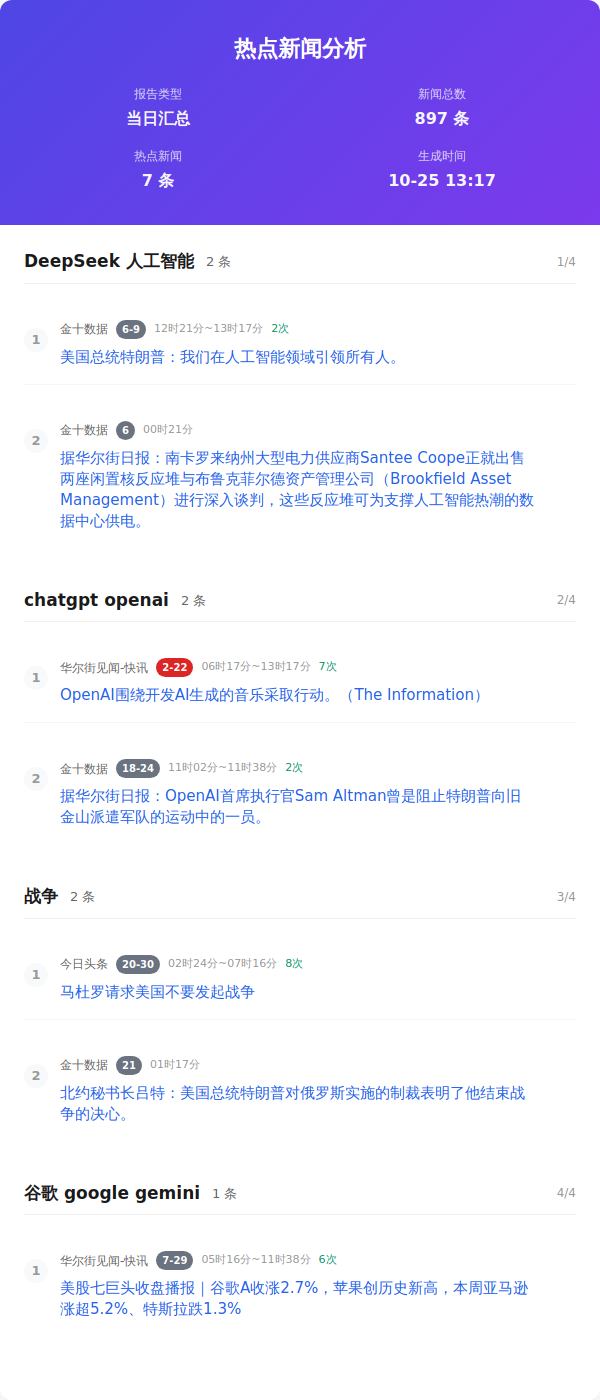 热点新闻分析
报告类型
当日汇总
新闻总数
897 条
热点新闻
7 条
生成时间
10-25 13:17
DeepSeek 人工智能 2 条 1/4
1
金十数据 6-9 12时21分~13时17分 2次
美国总统特朗普：我们在人工智能领域引领所有人。
2
金十数据 6 00时21分
据华尔街日报：南卡罗来纳州大型电力供应商Santee Coope正就出售
两座闲置核反应堆与布鲁克菲尔德资产管理公司（Brookfield Asset
Management）进行深入谈判，这些反应堆可为支撑人工智能热潮的数
据中心供电。
chatgpt openai 2 条 2/4
1
华尔街见闻-快讯 2-22 06时17分~13时17分 7次
OpenAI围绕开发AI生成的音乐采取行动。（The Information）
2
金十数据 18-24 11时02分~11时38分 2次
据华尔街日报：OpenAI首席执行官Sam Altman曾是阻止特朗普向旧
金山派遣军队的运动中的一员。
战争 2 条 3/4
1
今日头条 20-30 02时24分~07时16分 8次
马杜罗请求美国不要发起战争
2
金十数据 21 01时17分
北约秘书长吕特：美国总统特朗普对俄罗斯实施的制裁表明了他结束战
争的决心。
谷歌 google gemini 1 条 4/4
1
华尔街见闻-快讯 7-29 05时16分~11时38分 6次
美股七巨头收盘播报｜谷歌A收涨2.7%，苹果创历史新高，本周亚马逊
涨超5.2%、特斯拉跌1.3%